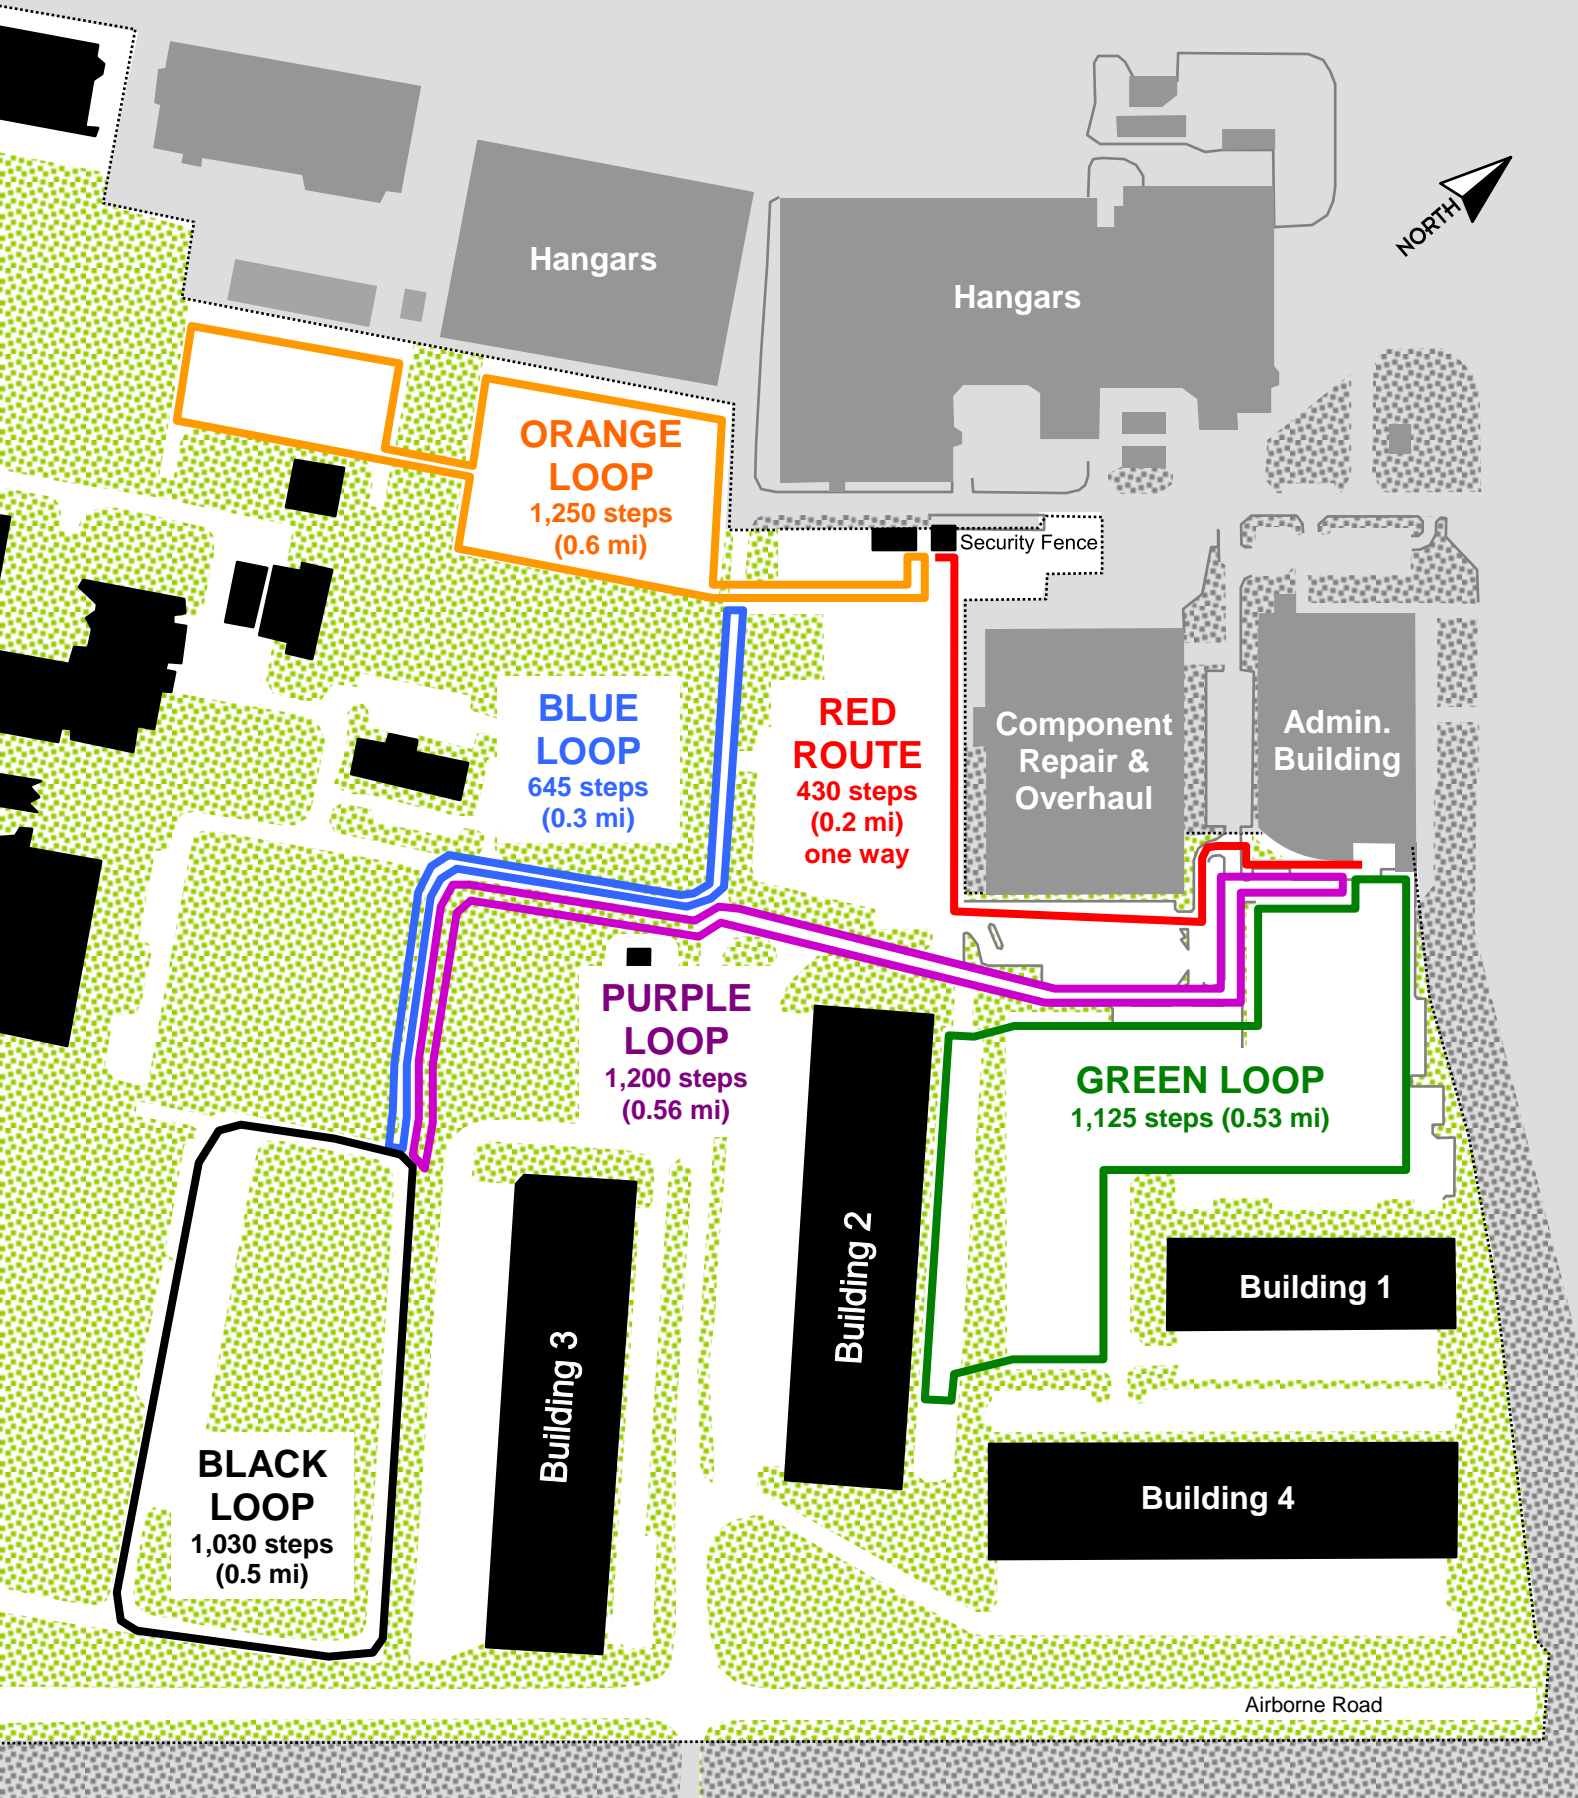 NORTH
Hangars
Hangars
ORANGE
LOOP
1,250 steps
(0.6 mi)
Security Fence
BLUE
LOOP
645 steps
(0.3 mi)
RED
ROUTE
430 steps
(0.2 mi)
one way
Component
Repair &
Overhaul
Admin.
Building
PURPLE
LOOP
1,200 steps
(0.56 mi)
GREEN LOOP
1,125 steps (0.53 mi)
Building 2
Building 1
Building 3
BLACK
LOOP
1,030 steps
(0.5 mi)
Building 4
Airborne Road